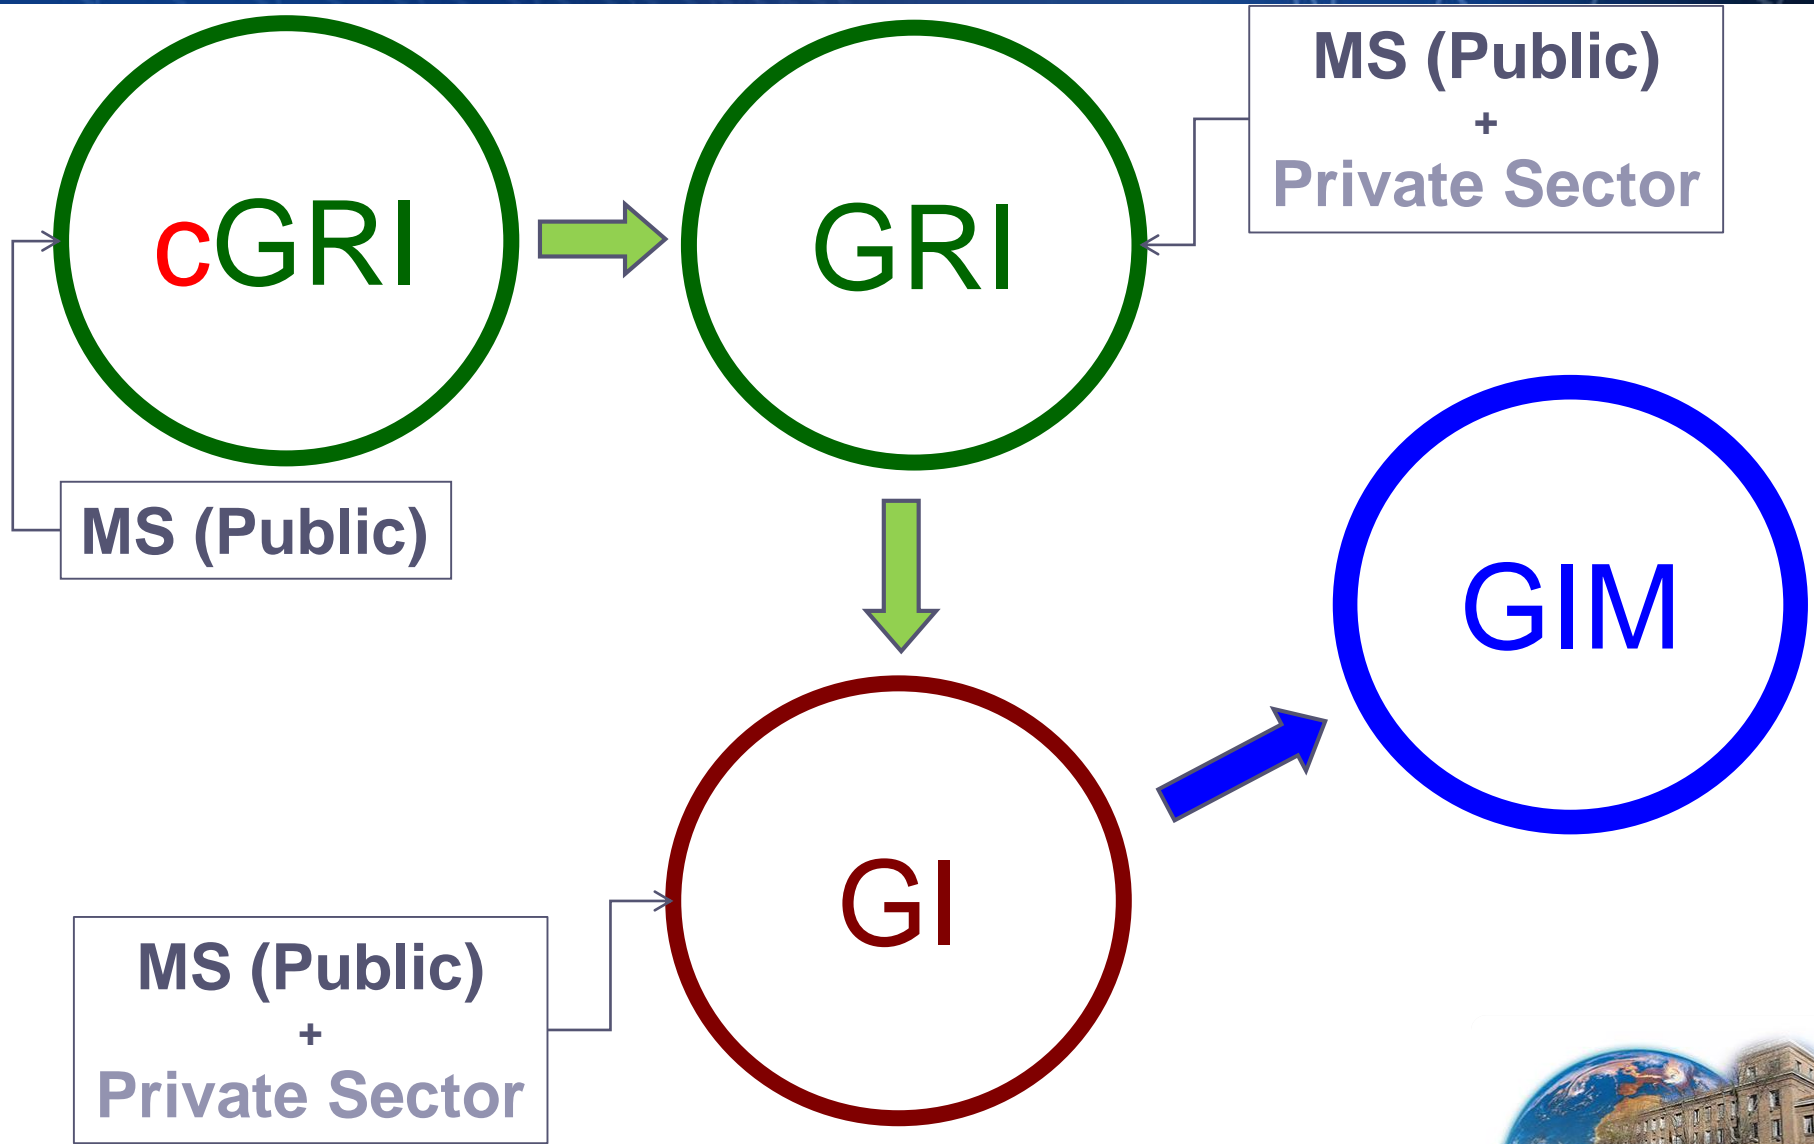 cGRI
GRI
MS (Public)
+
Private Sector
MS (Public)
GIM
GI
MS (Public)
+
Private Sector